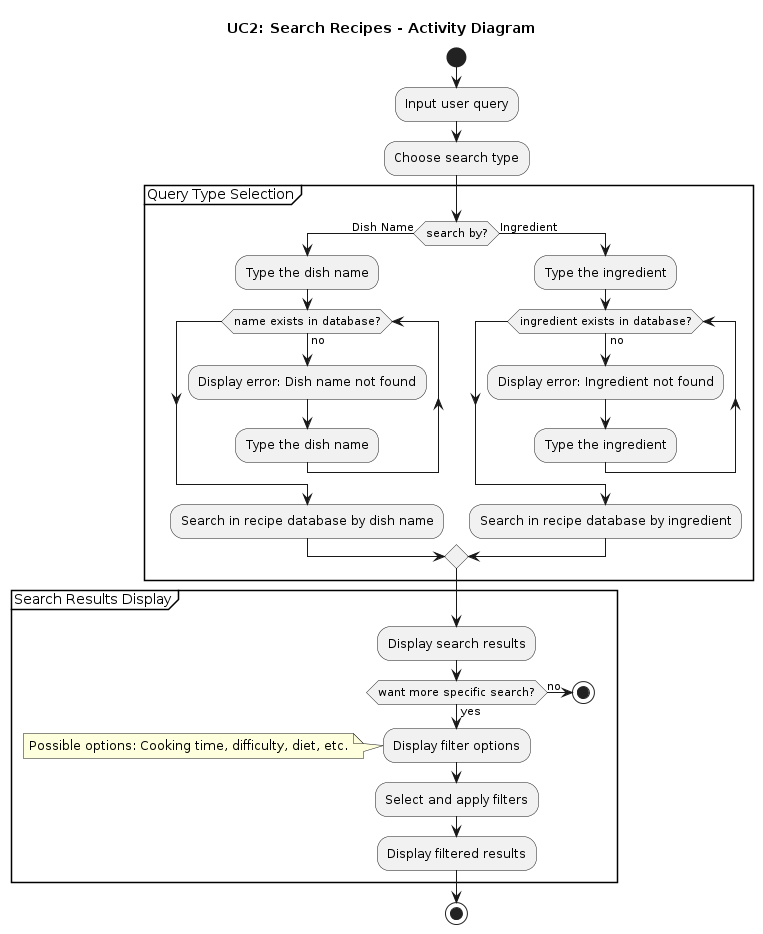 UC2: Search Recipes - Activity Diagram
Input user query
Choose search type
Query Type Selection
Dish Name
search by?
Ingredient
Type the dish name
Type the ingredient
name exists in database?
ingredient exists in database?
no
no
Display error: Dish name not found
Display error: Ingredient not found
Type the dish name
Type the ingredient
Search in recipe database by dish name
Search in recipe database by ingredient
Search Results Display
Display search results
want more specific search?
no
yes
Possible options: Cooking time, difficulty, diet, etc.
Display filter options
Select and apply filters
Display filtered results